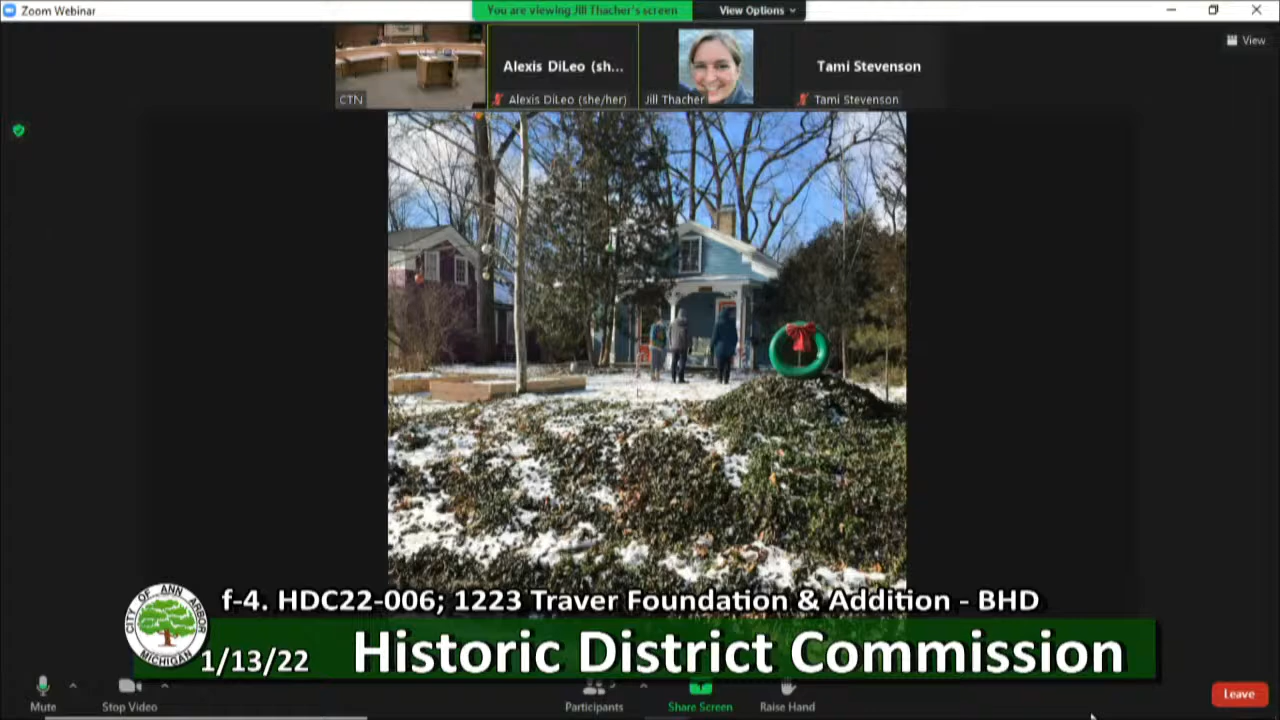 Zoom Webinar
You are viewing Jill Thacher's screen
View Options
View
Alexis DiLeo (sh...
Tami Stevenson
CTN
Alexis DiLeo (she/her)
Jill Thacher
Tami Stevenson
f-4. HDC22-006; 1223 Traver Foundation & Addition - BHD
CITY OF ANN ARBOR
MICHIGAN
1/13/22
Historic District Commission
Mute
Stop Video
Participants
Share Screen
Raise Hand
Leave